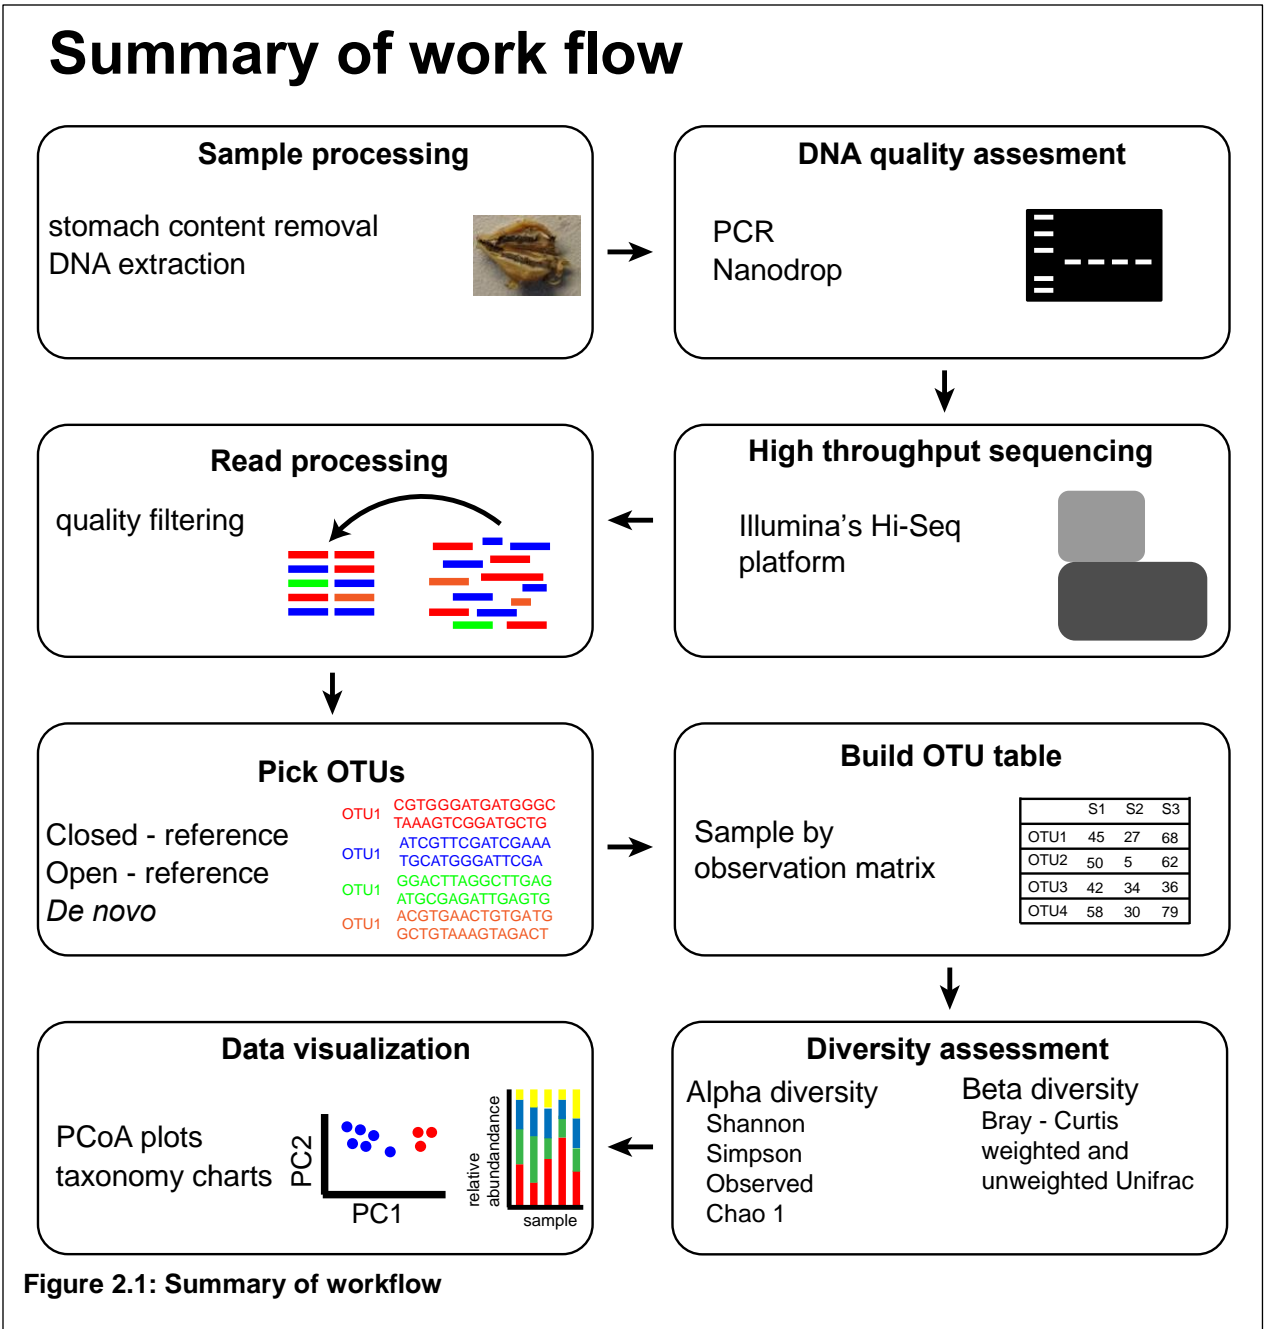 Summary of work flow
Sample processing
stomach content removal
DNA extraction
DNA quality assesment
PCR
Nanodrop
High throughput sequencing
Illumina's Hi-Seq
platform
Read processing
quality filtering
Pick OTUs
Closed - reference
Open - reference
De novo
OTU1
CGTGGGATGATGGGC
TAAAGTCGGATGCTG
OTU1
ATCGTTCGATCGAAA
TGCATGGGATTCGA
OTU1
GGACTTAGGCTTGAG
ATGCGAGATTGAGTG
OTU1
ACGTGAACTGTGATG
GCTGTAAAGTAGACT
Build OTU table
Sample by
observation matrix
S1 S2 S3
OTU1 45 27 68
OTU2 50 5 62
OTU3 42 34 36
OTU4 58 30 79
Diversity assessment
Alpha diversity
Shannon
Simpson
Observed
Chao 1
Beta diversity
Bray - Curtis
weighted and
unweighted Unifrac
Data visualization
PCoA plots
taxonomy charts
PC2
PC1
relative
abundandance
sample
Figure 2.1: Summary of workflow